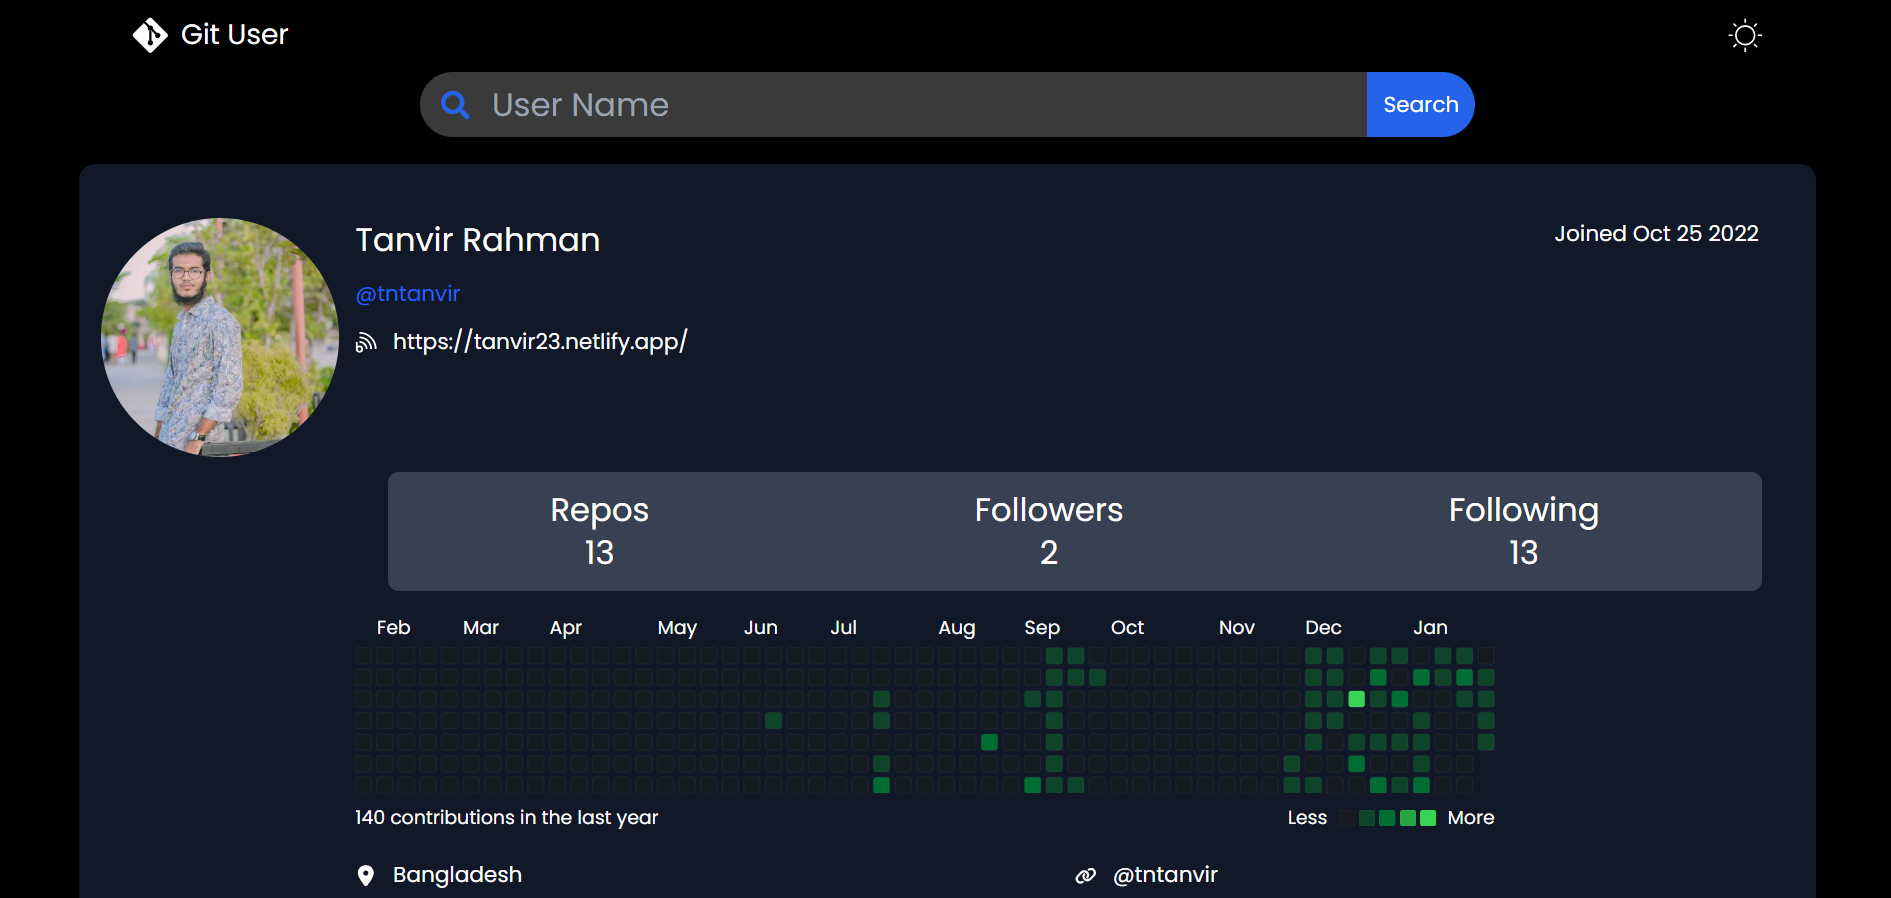 Git User
User Name
Search
Tanvir Rahman
Joined Oct 25 2022
@tntanvir
https://tanvir23.netlify.app/
Repos Followers Following
13 2 13
Feb Mar Apr May Jun Jul Aug Sep Oct Nov Dec Jan
140 contributions in the last year
Less More
Bangladesh
@tntanvir